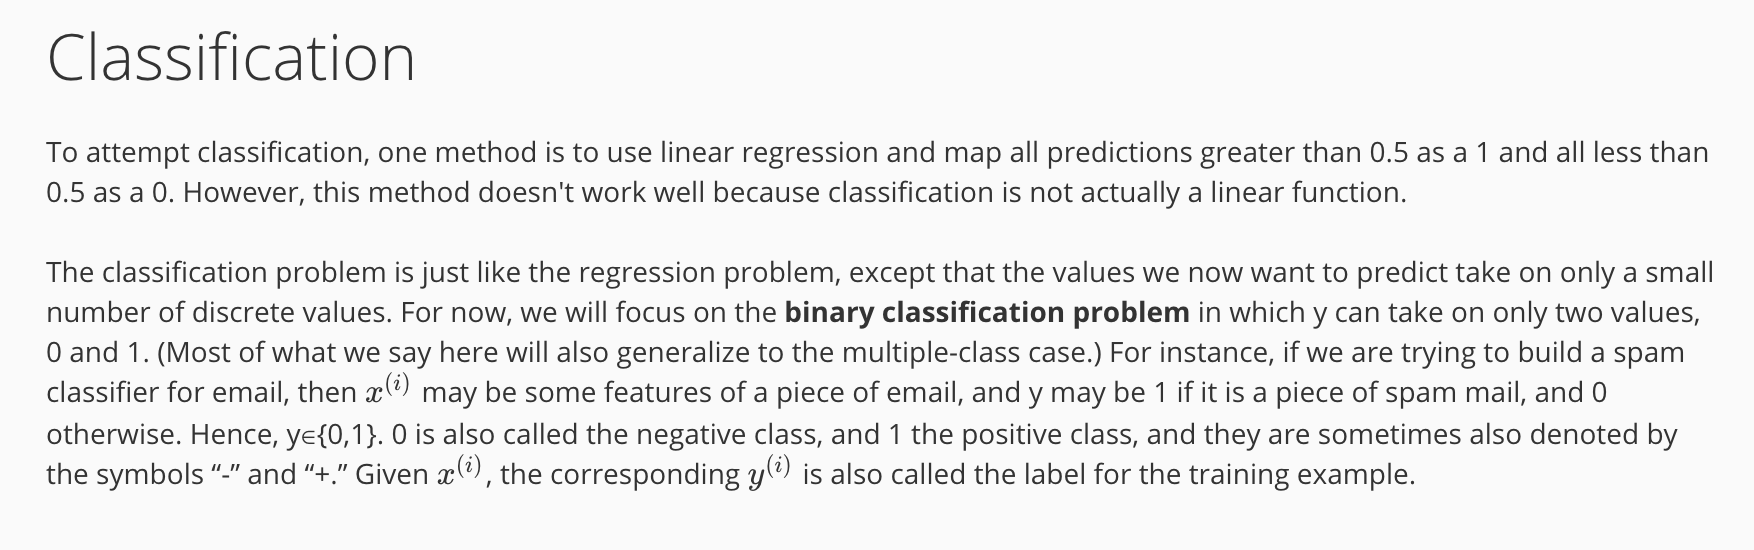 Classification
To attempt classification, one method is to use linear regression and map all predictions greater than 0.5 as a 1 and all less than
0.5 as a 0. However, this method doesn't work well because classification is not actually a linear function.
The classification problem is just like the regression problem, except that the values we now want to predict take on only a small
number of discrete values. For now, we will focus on the binary classification problem in which y can take on only two values,
0 and 1. (Most of what we say here will also generalize to the multiple-class case.) For instance, if we are trying to build a spam
classifier for email, then x^{(i)} may be some features of a piece of email, and y may be 1 if it is a piece of spam mail, and 0
otherwise. Hence, y∈{0,1}. 0 is also called the negative class, and 1 the positive class, and they are sometimes also denoted by
the symbols “-” and “+.” Given x^{(i)}, the corresponding y^{(i)} is also called the label for the training example.